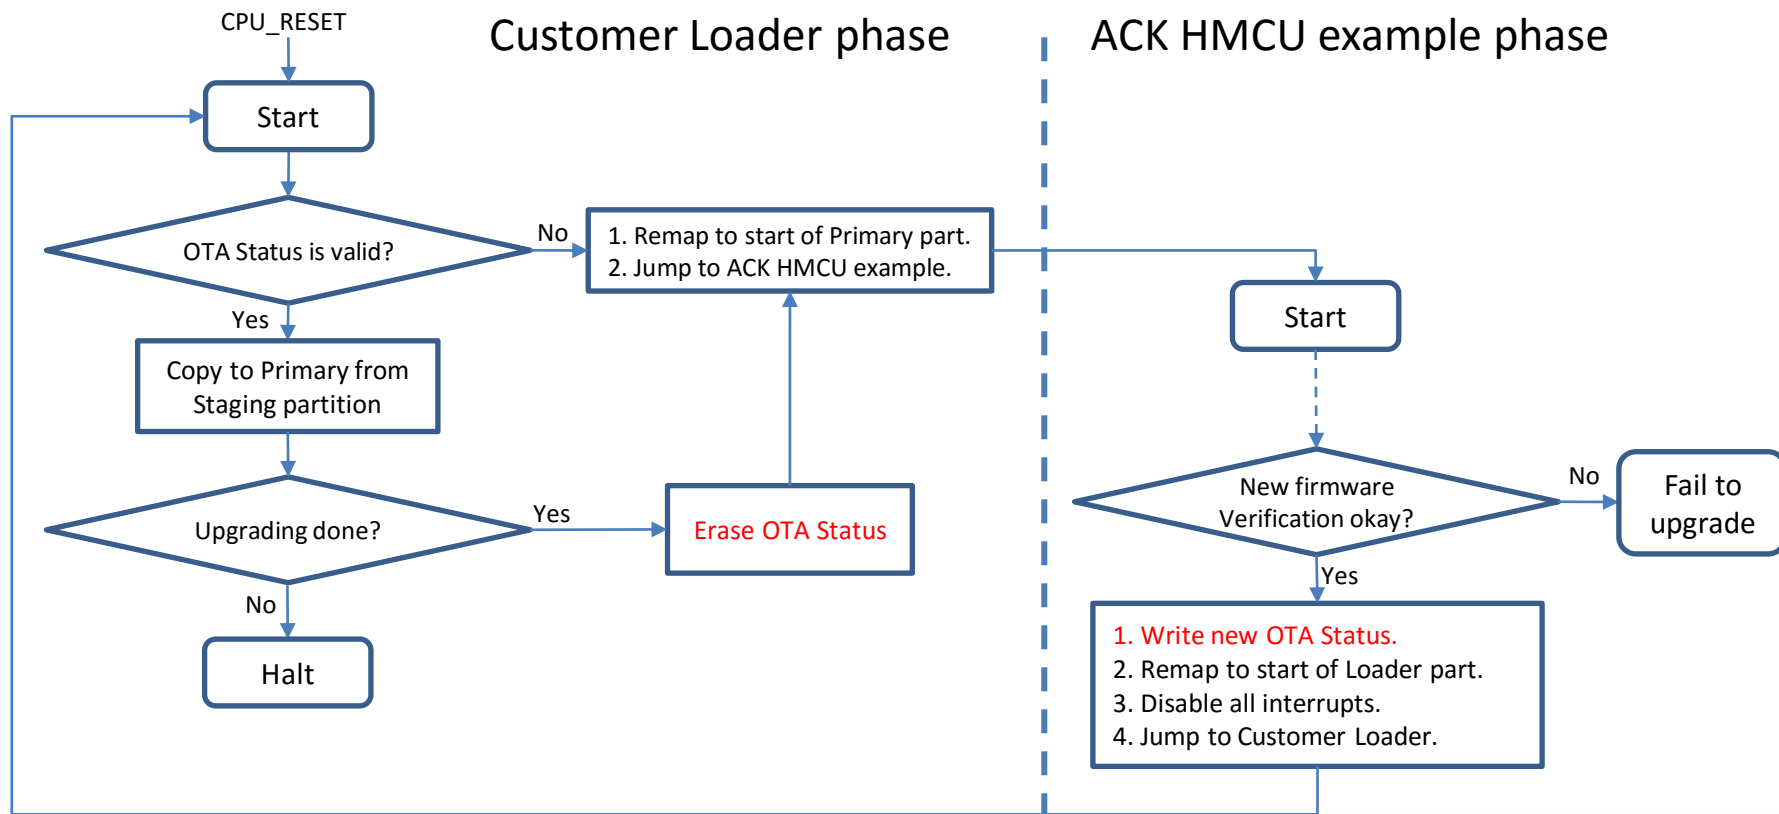 CPU_RESET
Customer Loader phase
ACK HMCU example phase
Start
OTA Status is valid?
No
1. Remap to start of Primary part.
2. Jump to ACK HMCU example.
Yes
Copy to Primary from
Staging partition
Upgrading done?
Yes
Erase OTA Status
No
Halt
Start
New firmware
Verification okay?
No
Fail to
upgrade
Yes
1. Write new OTA Status.
2. Remap to start of Loader part.
3. Disable all interrupts.
4. Jump to Customer Loader.